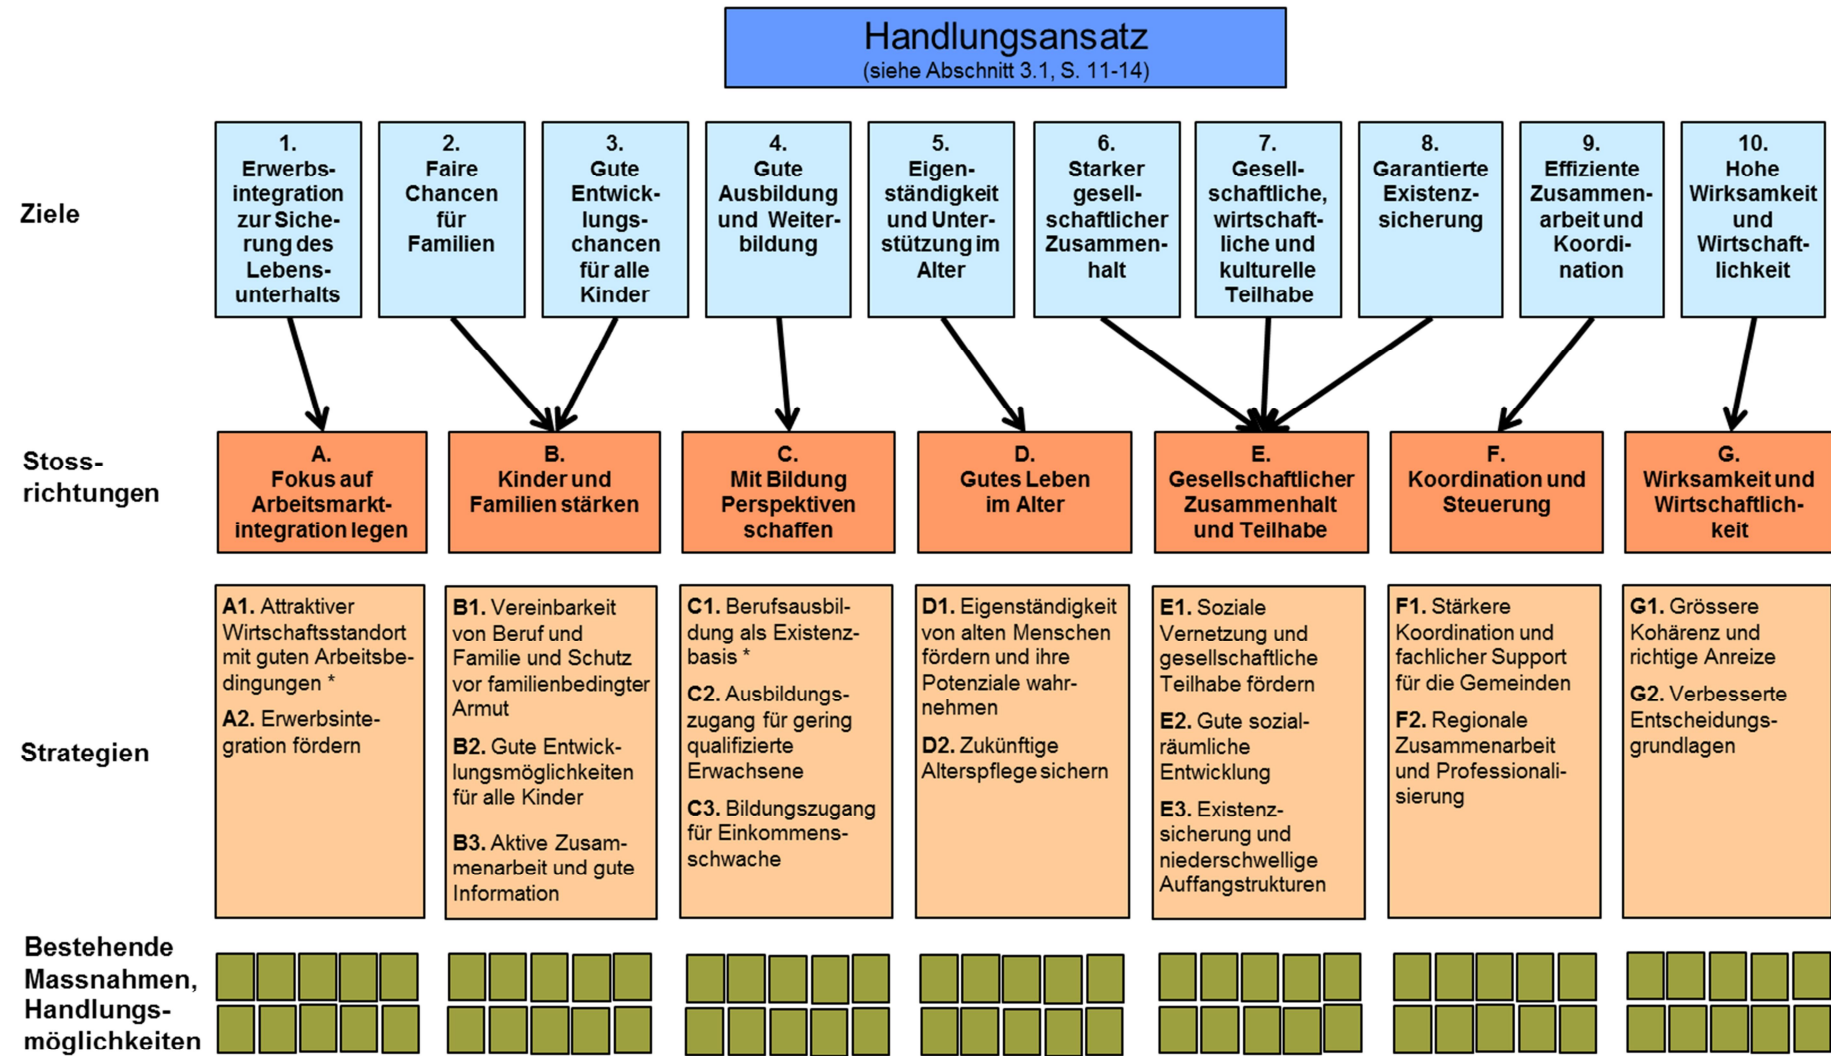 Handlungsansatz
(siehe Abschnitt 3.1, S. 11-14)
Ziele
1.
Erwerbs-
integration
zur Siche-
rung des
Lebens-
unterhalts
2.
Faire
Chancen
für
Familien
3.
Gute
Entwick-
lungs-
chancen
für alle
Kinder
4.
Gute
Ausbildung
und Weiter-
bildung
5.
Eigen-
ständigkeit
und Unter-
stützung im
Alter
6.
Starker
gesell-
schaftlicher
Zusammen-
halt
7.
Gesell-
schaftliche,
wirtschaft-
liche und
kulturelle
Teilhabe
8.
Garantierte
Existenz-
sicherung
9.
Effiziente
Zusammen-
arbeit und
Koordi-
nation
10.
Hohe
Wirksamkeit
und
Wirtschaft-
lichkeit
Stoss-
richtungen
A.
Fokus auf
Arbeitsmarkt-
integration legen
B.
Kinder und
Familien stärken
C.
Mit Bildung
Perspektiven
schaffen
D.
Gutes Leben
im Alter
E.
Gesellschaftlicher
Zusammenhalt
und Teilhabe
F.
Koordination und
Steuerung
G.
Wirksamkeit und
Wirtschaftlich-
keit
Strategien
A1. Attraktiver
Wirtschaftsstandort
mit guten Arbeitsbe-
dingungen *
A2. Erwerbsinte-
gration fördern
B1. Vereinbarkeit
von Beruf und
Familie und Schutz
vor familienbedingter
Armut
B2. Gute Entwick-
lungsmöglichkeiten
für alle Kinder
B3. Aktive Zusam-
menarbeit und gute
Information
C1. Berufsausbil-
dung als Existenz-
basis *
C2. Ausbildungs-
zugang für gering
qualifizierte
Erwachsene
C3. Bildungszugang
für Einkommens-
schwache
D1. Eigenständigkeit
von alten Menschen
fördern und ihre
Potenziale wahr-
nehmen
D2. Zukünftige
Alterspflege sichern
E1. Soziale
Vernetzung und
gesellschaftliche
Teilhabe fördern
E2. Gute sozial-
räumliche
Entwicklung
E3. Existenz-
sicherung und
niederschwellige
Auffangstrukturen
F1. Stärkere
Koordination und
fachlicher Support
für die Gemeinden
F2. Regionale
Zusammenarbeit
und Professionali-
sierung
G1. Grössere
Kohärenz und
richtige Anreize
G2. Verbesserte
Entscheidungs-
grundlagen
Bestehende
Massnahmen,
Handlungs-
möglichkeiten